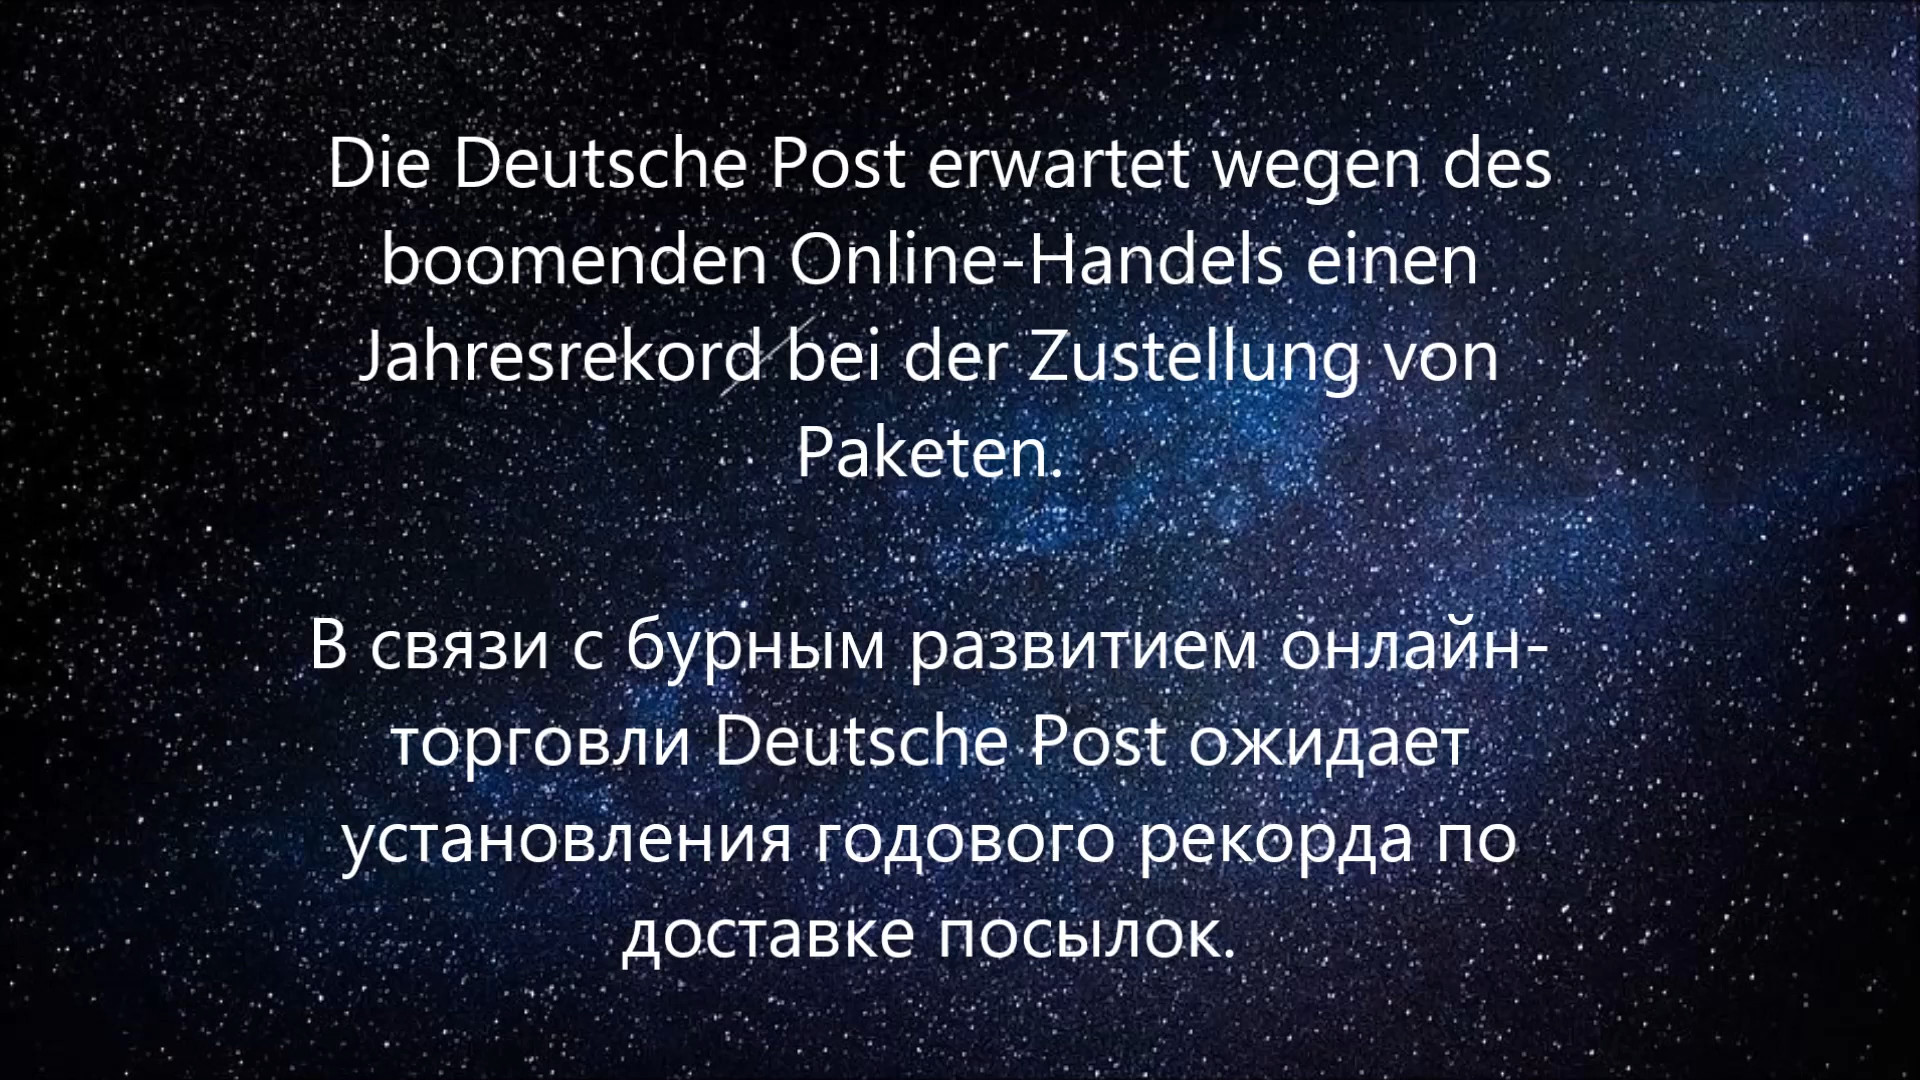 Die Deutsche Post erwartet wegen des
boomenden Online-Handels einen
Jahresrekord bei der Zustellung von
Paketen.
В связи с бурным развитием онлайн-
торговли Deutsche Post ожидает
установления годового рекорда по
доставке посылок.